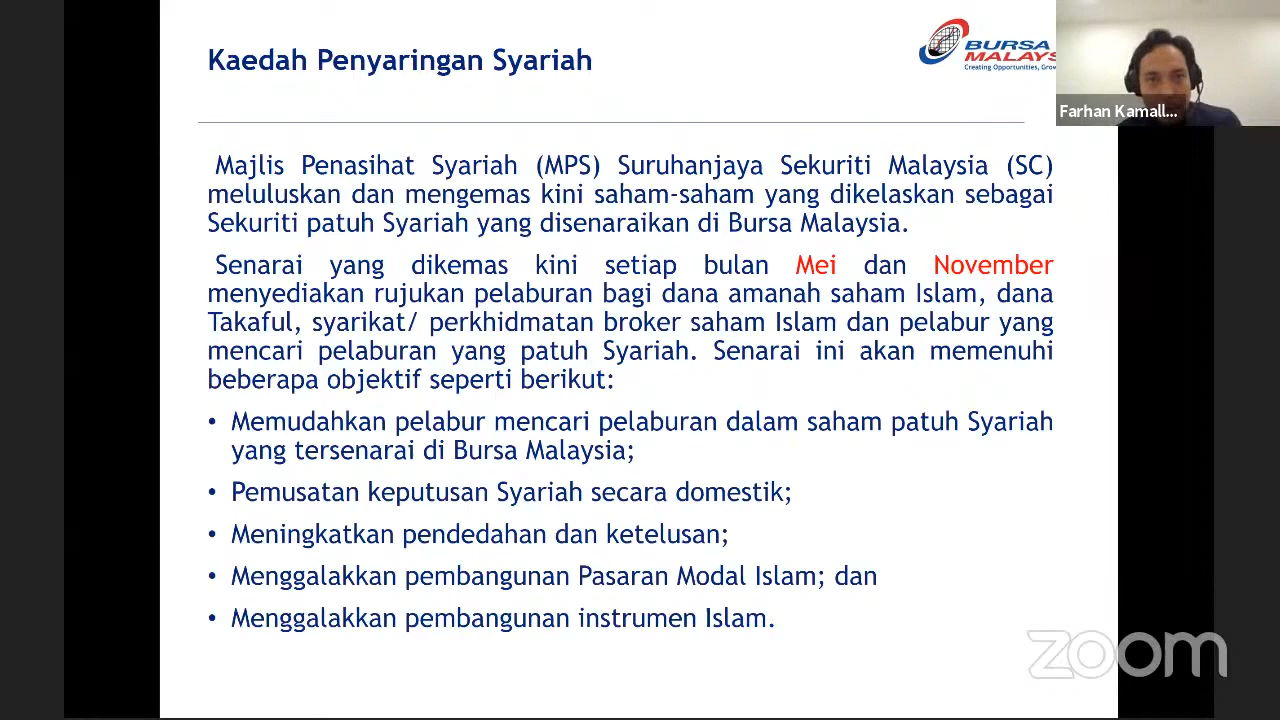 Kaedah Penyaringan Syariah
BURSA
MALAYS
Creating Opportunities, Grow
Farhan Kamall...
Majlis Penasihat Syariah (MPS) Suruhanjaya Sekuriti Malaysia (SC)
meluluskan dan mengemas kini saham-saham yang dikelaskan sebagai
Sekuriti patuh Syariah yang disenaraikan di Bursa Malaysia.
Senarai yang dikemas kini setiap bulan Mei dan November
menyediakan rujukan pelaburan bagi dana amanah saham Islam, dana
Takaful, syarikat/ perkhidmatan broker saham Islam dan pelabur yang
mencari pelaburan yang patuh Syariah. Senarai ini akan memenuhi
beberapa objektif seperti berikut:
• Memudahkan pelabur mencari pelaburan dalam saham patuh Syariah
yang tersenarai di Bursa Malaysia;
• Pemusatan keputusan Syariah secara domestik;
• Meningkatkan pendedahan dan ketelusan;
• Menggalakkan pembangunan Pasaran Modal Islam; dan
• Menggalakkan pembangunan instrumen Islam.
zoom